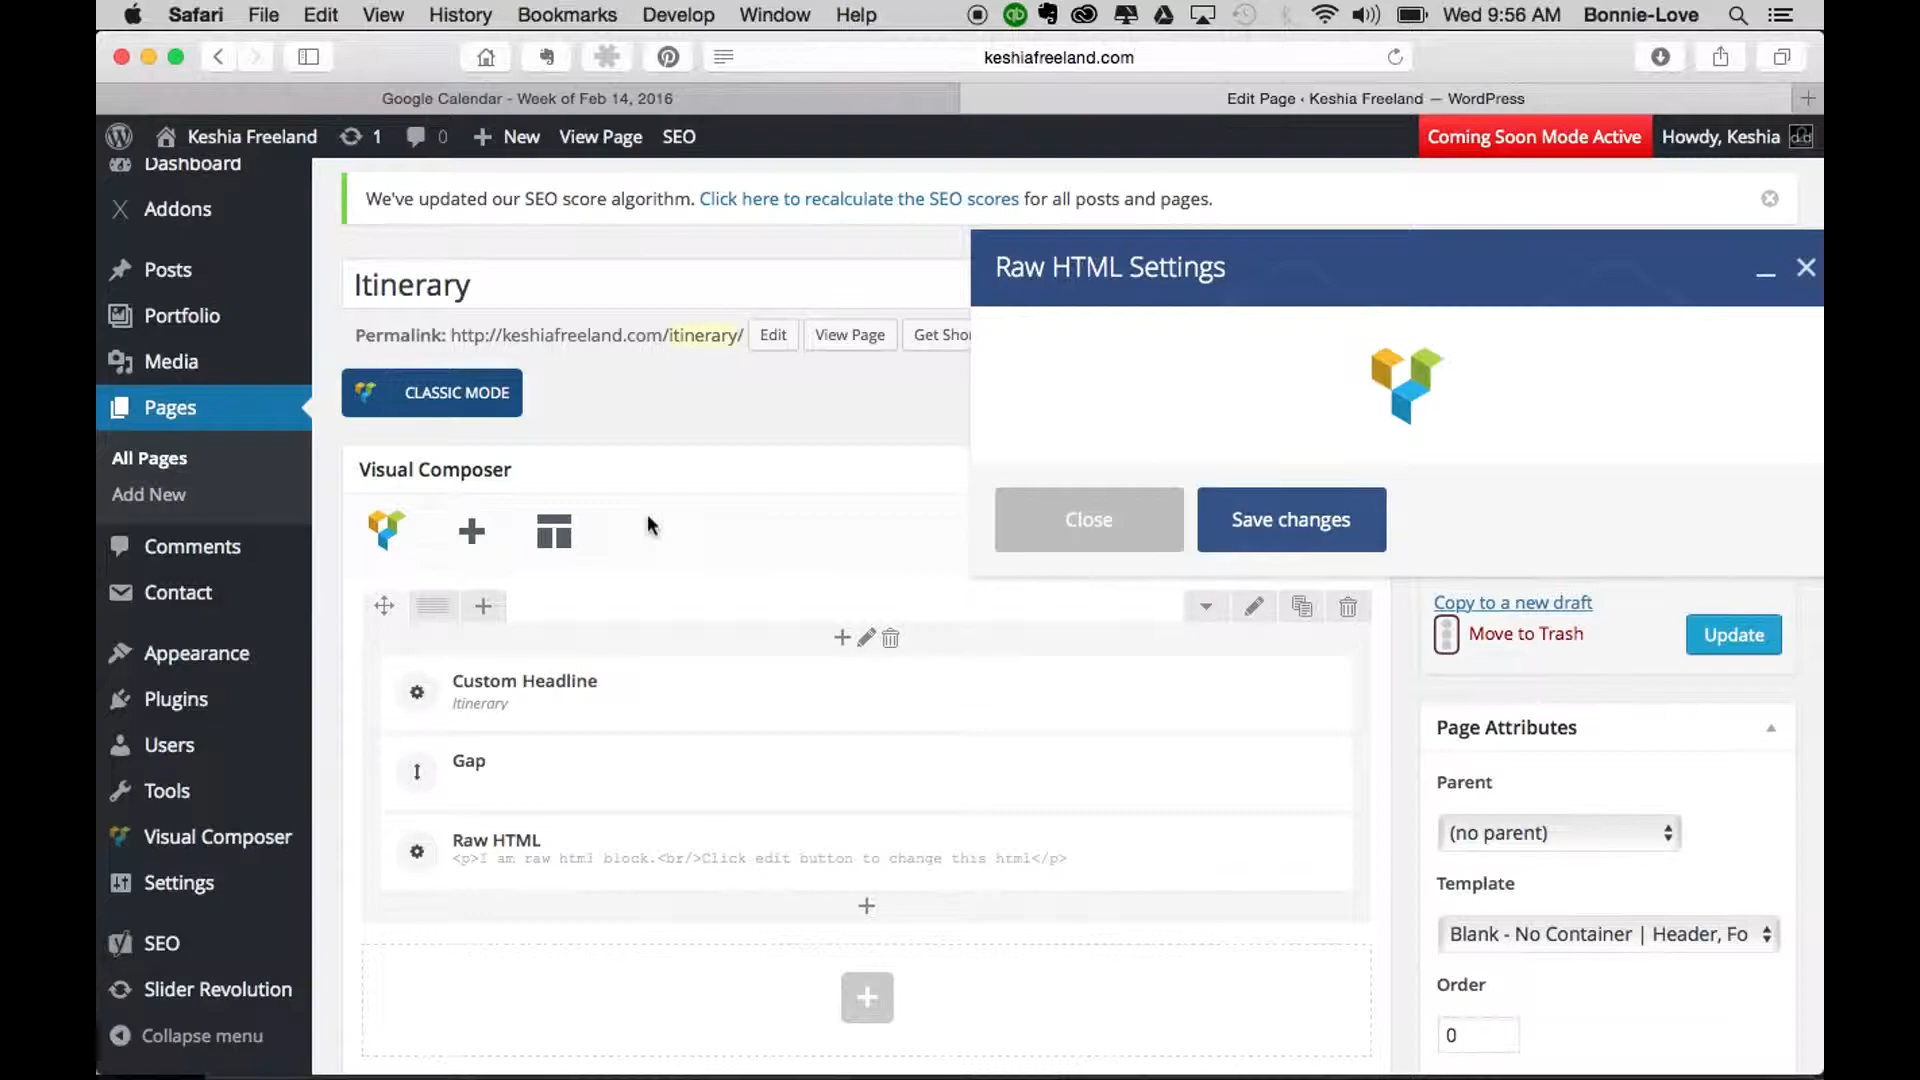 Safari File Edit View History Bookmarks Develop Window Help Wed 9:56 AM Bonnie-Love
keshiafreeland.com
Google Calendar - Week of Feb 14, 2016
Edit Page ‹ Keshia Freeland — WordPress
Keshia Freeland 1 0 New View Page SEO Coming Soon Mode Active Howdy, Keshia
Dashboard
Addons
Posts
Portfolio
Media
Pages
All Pages
Add New
Comments
Contact
Appearance
Plugins
Users
Tools
Visual Composer
Settings
SEO
Slider Revolution
Collapse menu
We've updated our SEO score algorithm. Click here to recalculate the SEO scores for all posts and pages.
Itinerary
Permalink: http://keshiafreeland.com/itinerary/ Edit View Page Get Shor
CLASSIC MODE
Visual Composer
Custom Headline
Itinerary
Gap
Raw HTML
<p>I am raw html block.<br/>Click edit button to change this html</p>
Raw HTML Settings
Close Save changes
Copy to a new draft
Move to Trash
Update
Page Attributes
Parent
(no parent)
Template
Blank - No Container | Header, Fo
Order
0